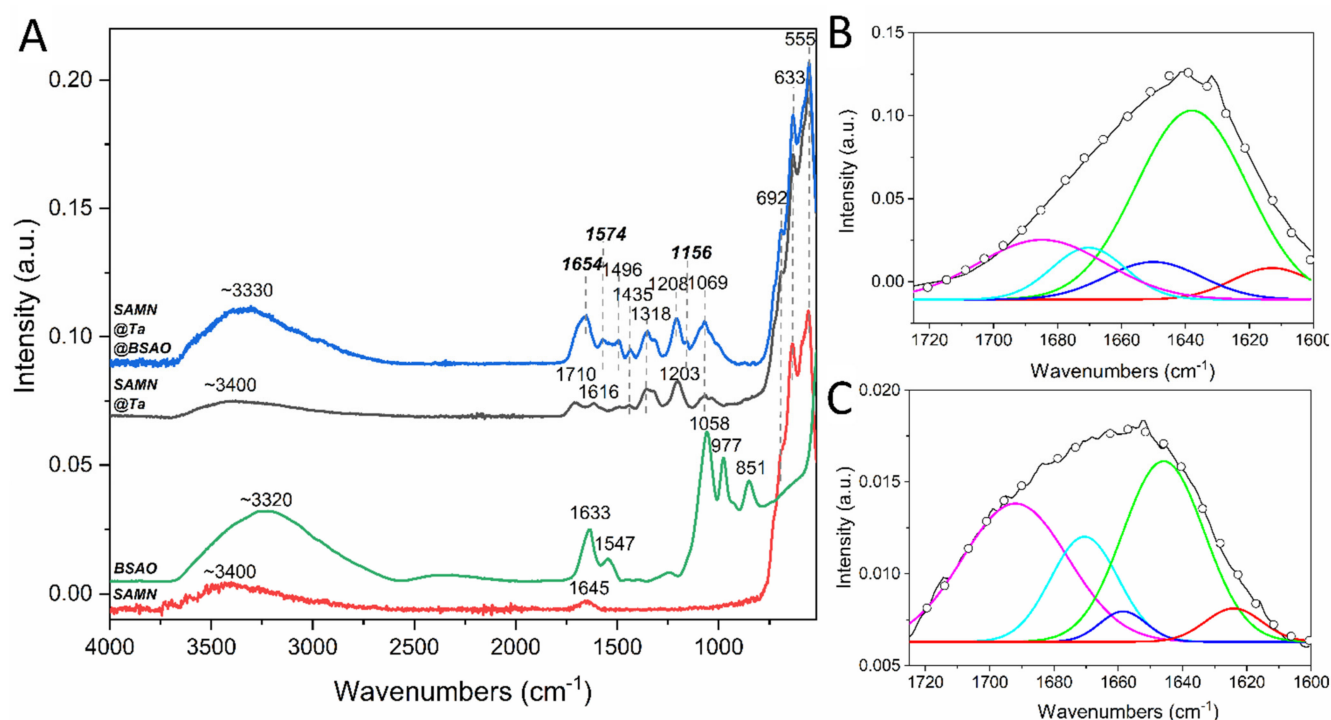 A
0.20
0.15
0.10
0.05
0.00
Intensity (a.u.)
4000 3500 3000 2500 2000 1500 1000
Wavenumbers (cm-1)
555
633
692
1574
1654
1496
1435
1318
1208
1156
1069
~3330
SAMN
@Ta
@BSAO
~3400
SAMN
@Ta
1710
1616
1203
1058
977
851
~3320
1633
1547
BSAO
~3400
SAMN
1645
B
0.15
0.10
0.05
0.00
Intensity (a.u.)
1720 1700 1680 1660 1640 1620 1600
Wavenumbers (cm-1)
C
0.020
0.015
0.010
0.005
Intensity (a.u.)
1720 1700 1680 1660 1640 1620 1600
Wavenumbers (cm-1)